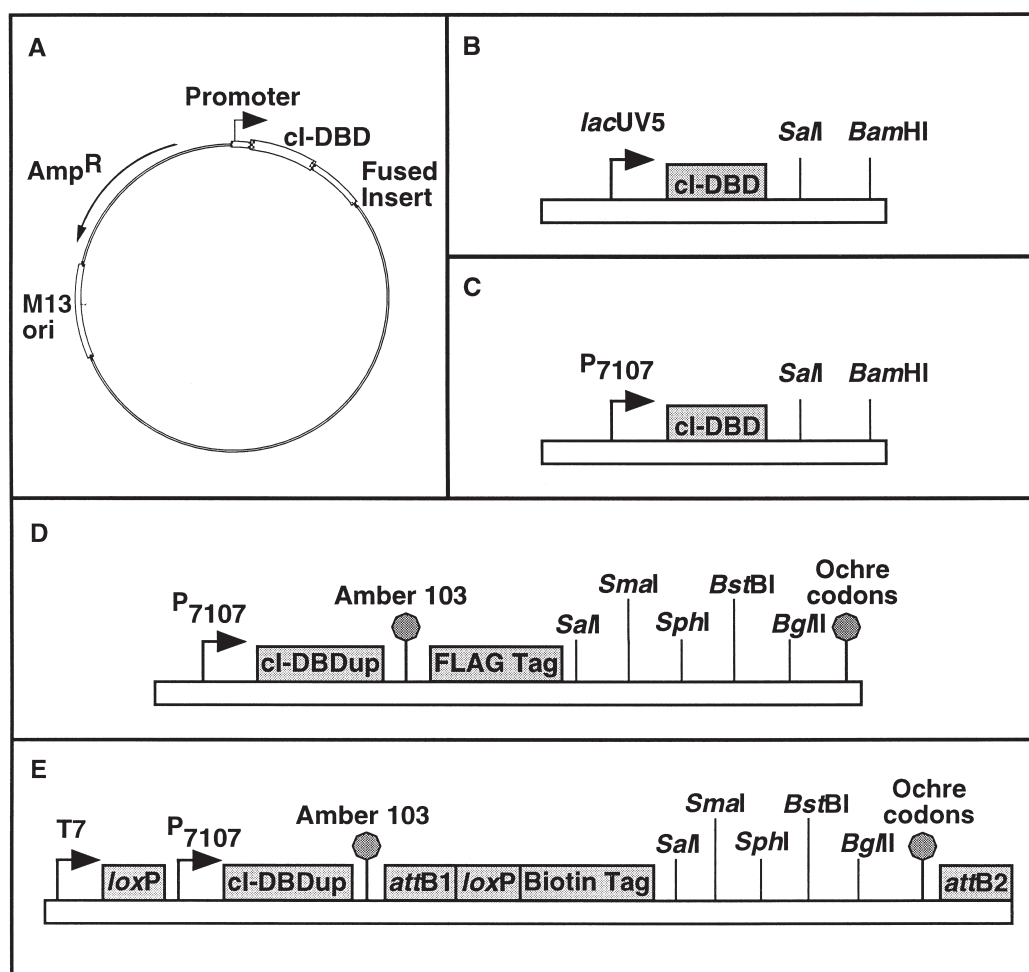 A
Promoter
cI-DBD
AmpR
Fused
Insert
M13
ori
B
lacUV5
SalI
BamHI
cI-DBD
C
P7107
SalI
BamHI
cI-DBD
D
P7107
Amber 103
SalI
SmaI
SphI
BstBI
BglII
Ochre
codons
cI-DBDup
FLAG Tag
E
T7
P7107
Amber 103
SalI
SmaI
SphI
BstBI
BglII
Ochre
codons
loxP
cI-DBDup
attB1
loxP
Biotin Tag
attB2